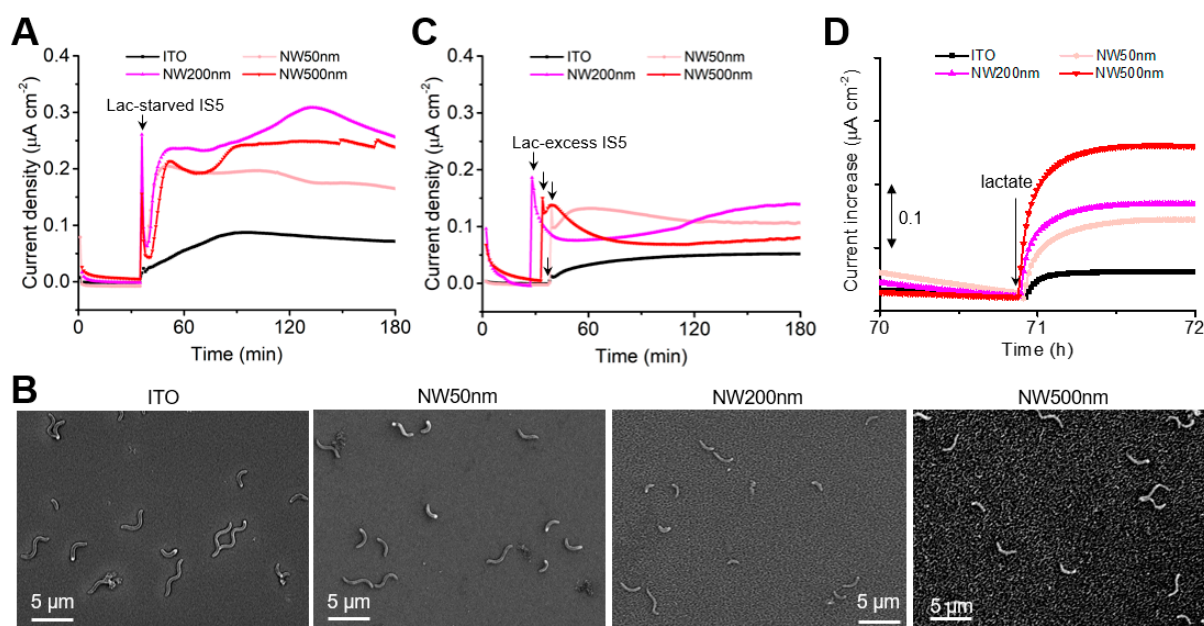 A
ITO
NW50nm
NW200nm
NW500nm
0.4
0.3
0.2
0.1
0.0
Current density (µA cm⁻²)
Lac-starved IS5
0
60
120
180
Time (min)
C
ITO
NW50nm
NW200nm
NW500nm
0.4
0.3
0.2
0.1
0.0
Current density (µA cm⁻²)
Lac-excess IS5
0
60
120
180
Time (min)
D
ITO
NW50nm
NW200nm
NW500nm
Current increase (µA cm⁻²)
0.1
lactate
70
71
72
Time (h)
B
ITO
NW50nm
NW200nm
NW500nm
5 µm
5 µm
5 µm
5 µm